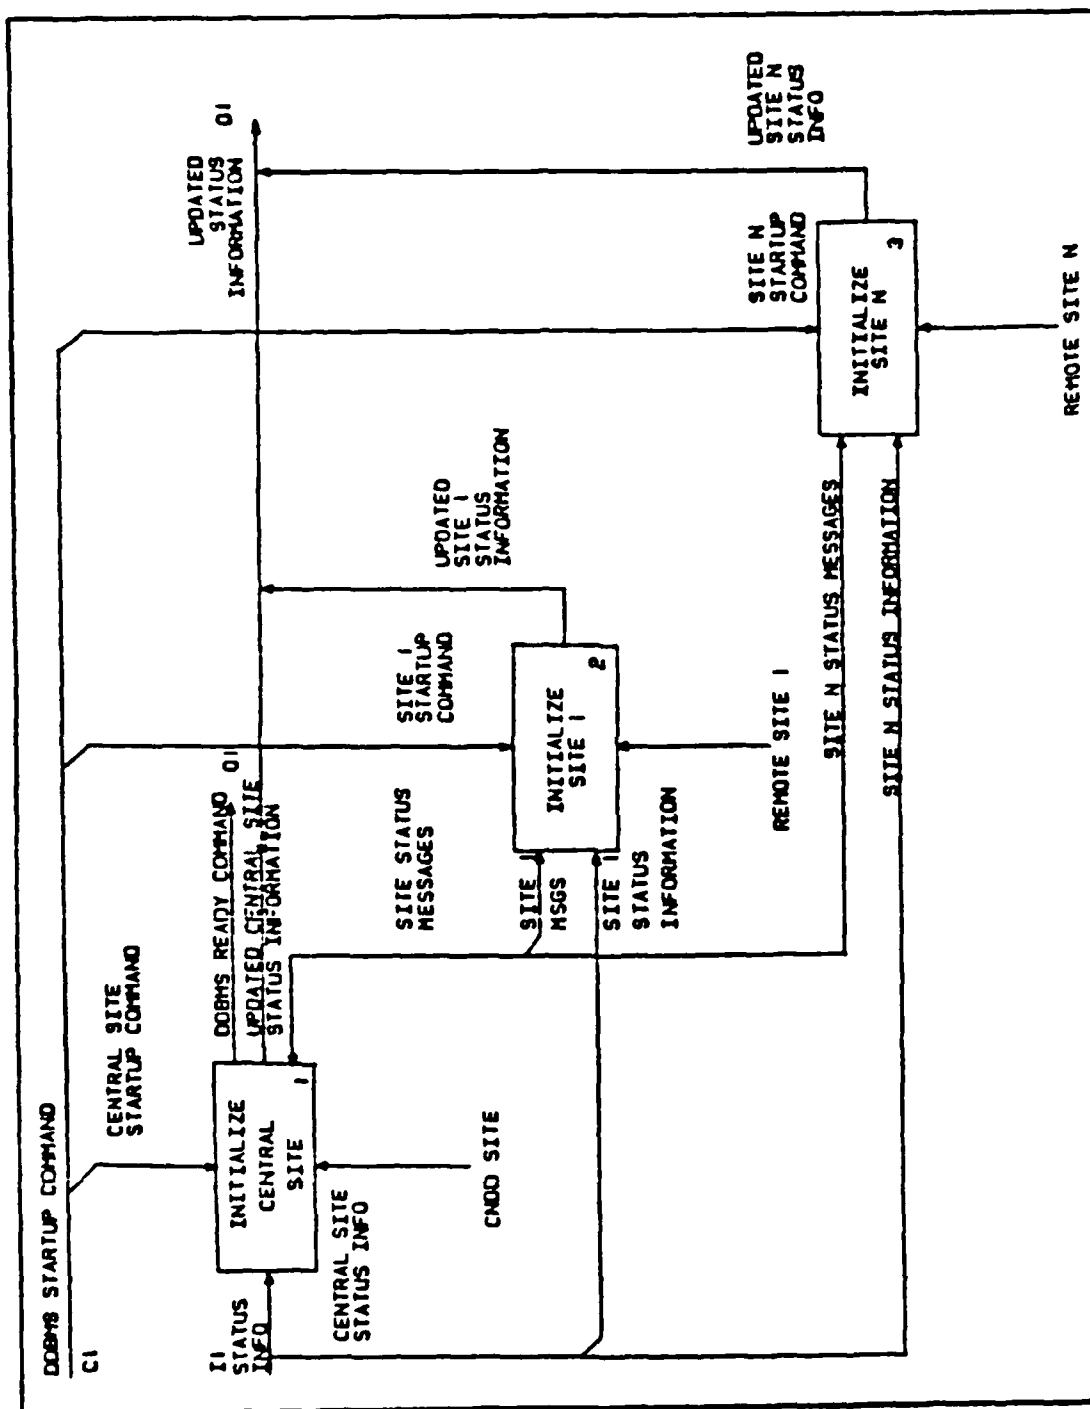 DDBMS STARTUP COMMAND
C1
CENTRAL SITE
STARTUP COMMAND
I1
STATUS
INFO
INITIALIZE
CENTRAL
SITE
1
CENTRAL SITE
STATUS INFO
CNDD SITE
DDBMS READY COMMAND
O1
UPDATED CENTRAL SITE
STATUS INFORMATION
SITE STATUS
MESSAGES
SITE 1
STARTUP
COMMAND
SITE 1
MSGS
SITE 1
STATUS
INFORMATION
INITIALIZE
SITE 1
2
REMOTE SITE 1
UPDATED
SITE 1
STATUS
INFORMATION
UPDATED
STATUS
INFORMATION
O1
SITE N STATUS MESSAGES
SITE N STATUS INFORMATION
SITE N
STARTUP
COMMAND
INITIALIZE
SITE N
3
UPDATED
SITE N
STATUS
INFO
REMOTE SITE N